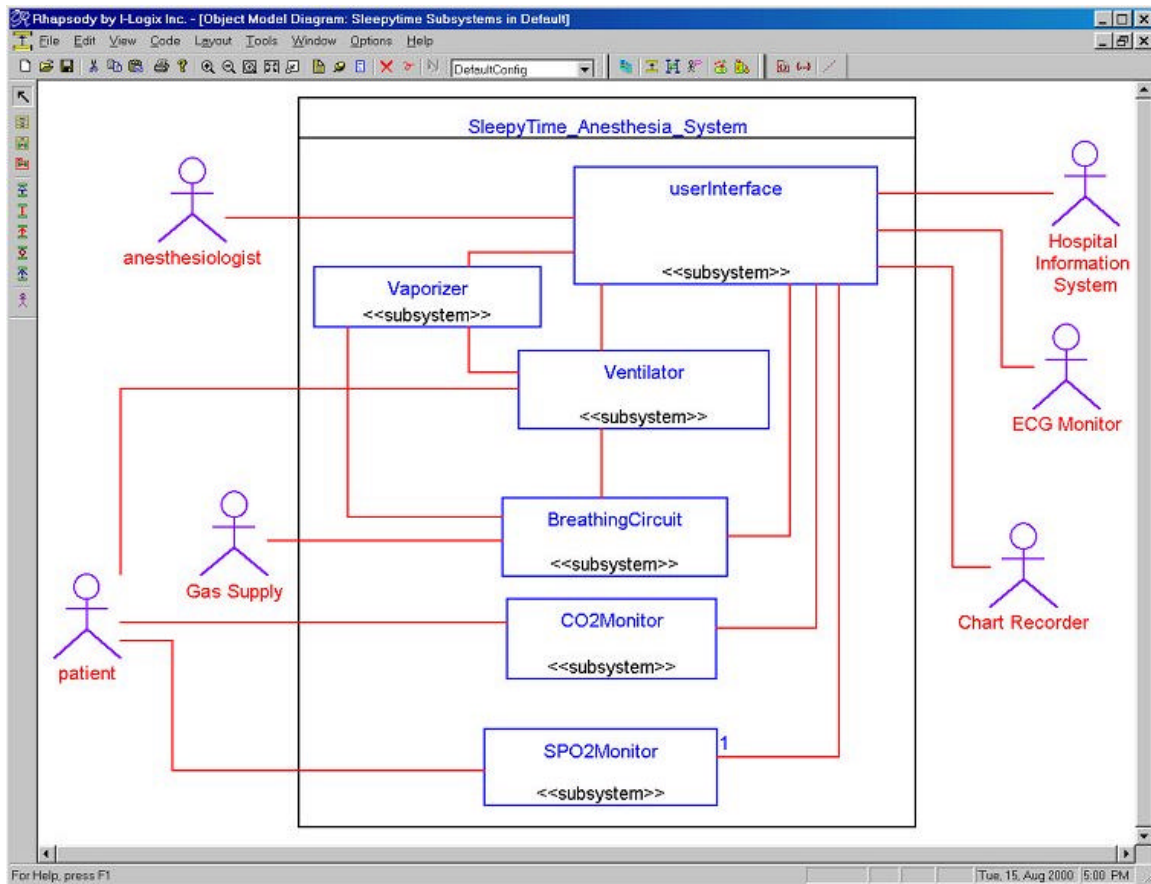 Rhapsody by I-Logix Inc. - [Object Model Diagram: Sleepytime Subsystems in Default]
File Edit View Code Layout Tools Window Options Help
DefaultConfig
SleepyTime_Anesthesia_System
userInterface
<<subsystem>>
anesthesiologist
Hospital
Information
System
Vaporizer
<<subsystem>>
Ventilator
<<subsystem>>
ECG Monitor
BreathingCircuit
<<subsystem>>
Gas Supply
CO2Monitor
<<subsystem>>
Chart Recorder
patient
SPO2Monitor
1
<<subsystem>>
For Help, press F1
Tue, 15, Aug 2000 5:00 PM